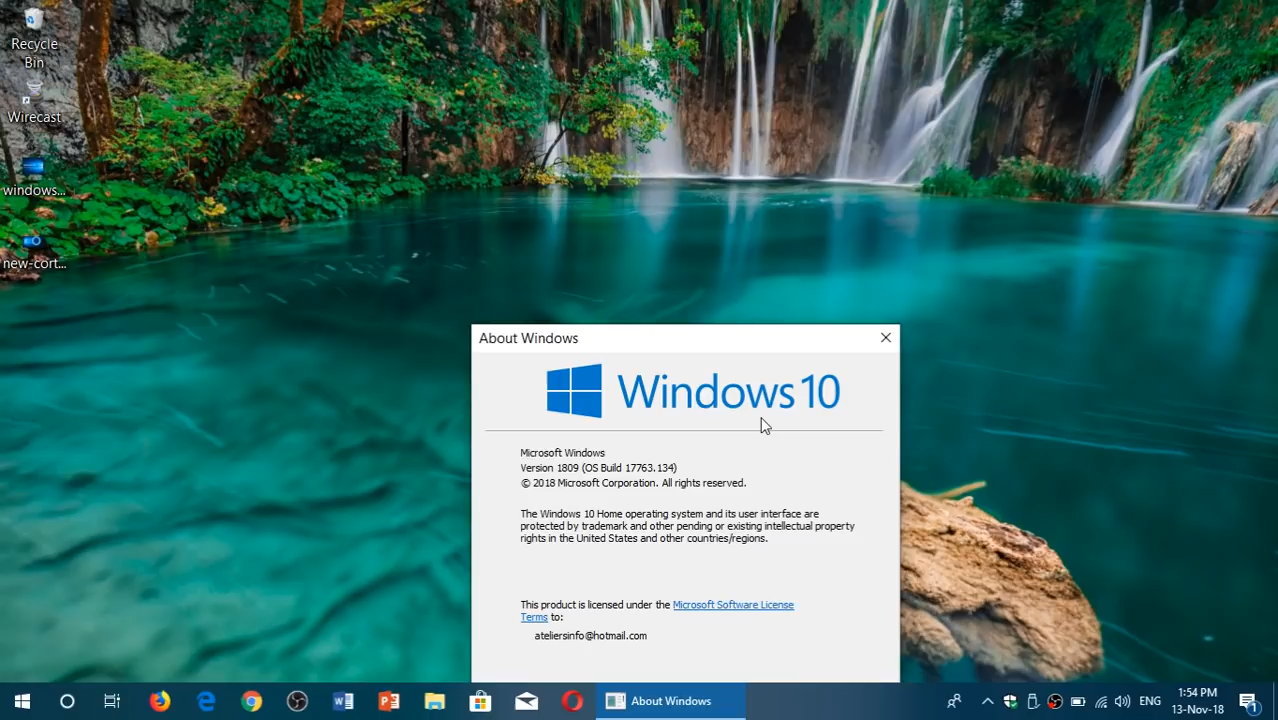 Recycle
Bin
Wirecast
windows...
new-cort...
About Windows
Windows 10
Microsoft Windows
Version 1809 (OS Build 17763.134)
© 2018 Microsoft Corporation. All rights reserved.
The Windows 10 Home operating system and its user interface are
protected by trademark and other pending or existing intellectual property
rights in the United States and other countries/regions.
This product is licensed under the Microsoft Software License
Terms to:
ateliersinfo@hotmail.com
About Windows
ENG
1:54 PM
13-Nov-18
1